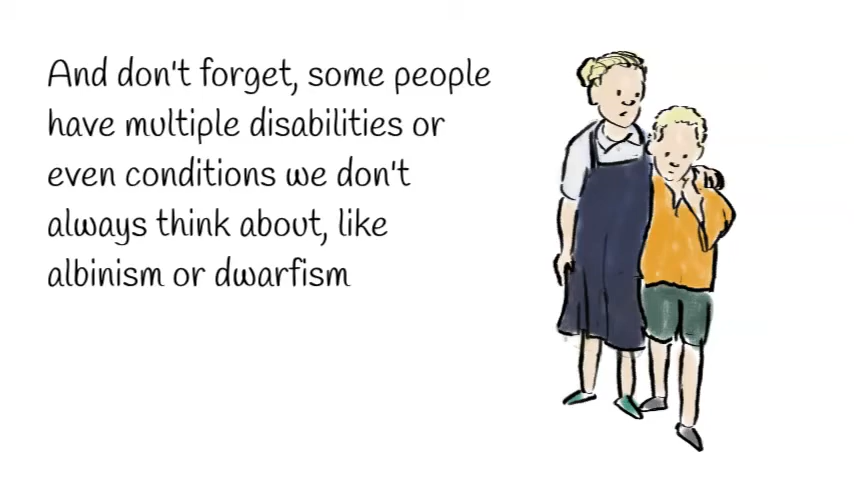 And don't forget, some people
have multiple disabilities or
even conditions we don't
always think about, like
albinism or dwarfism